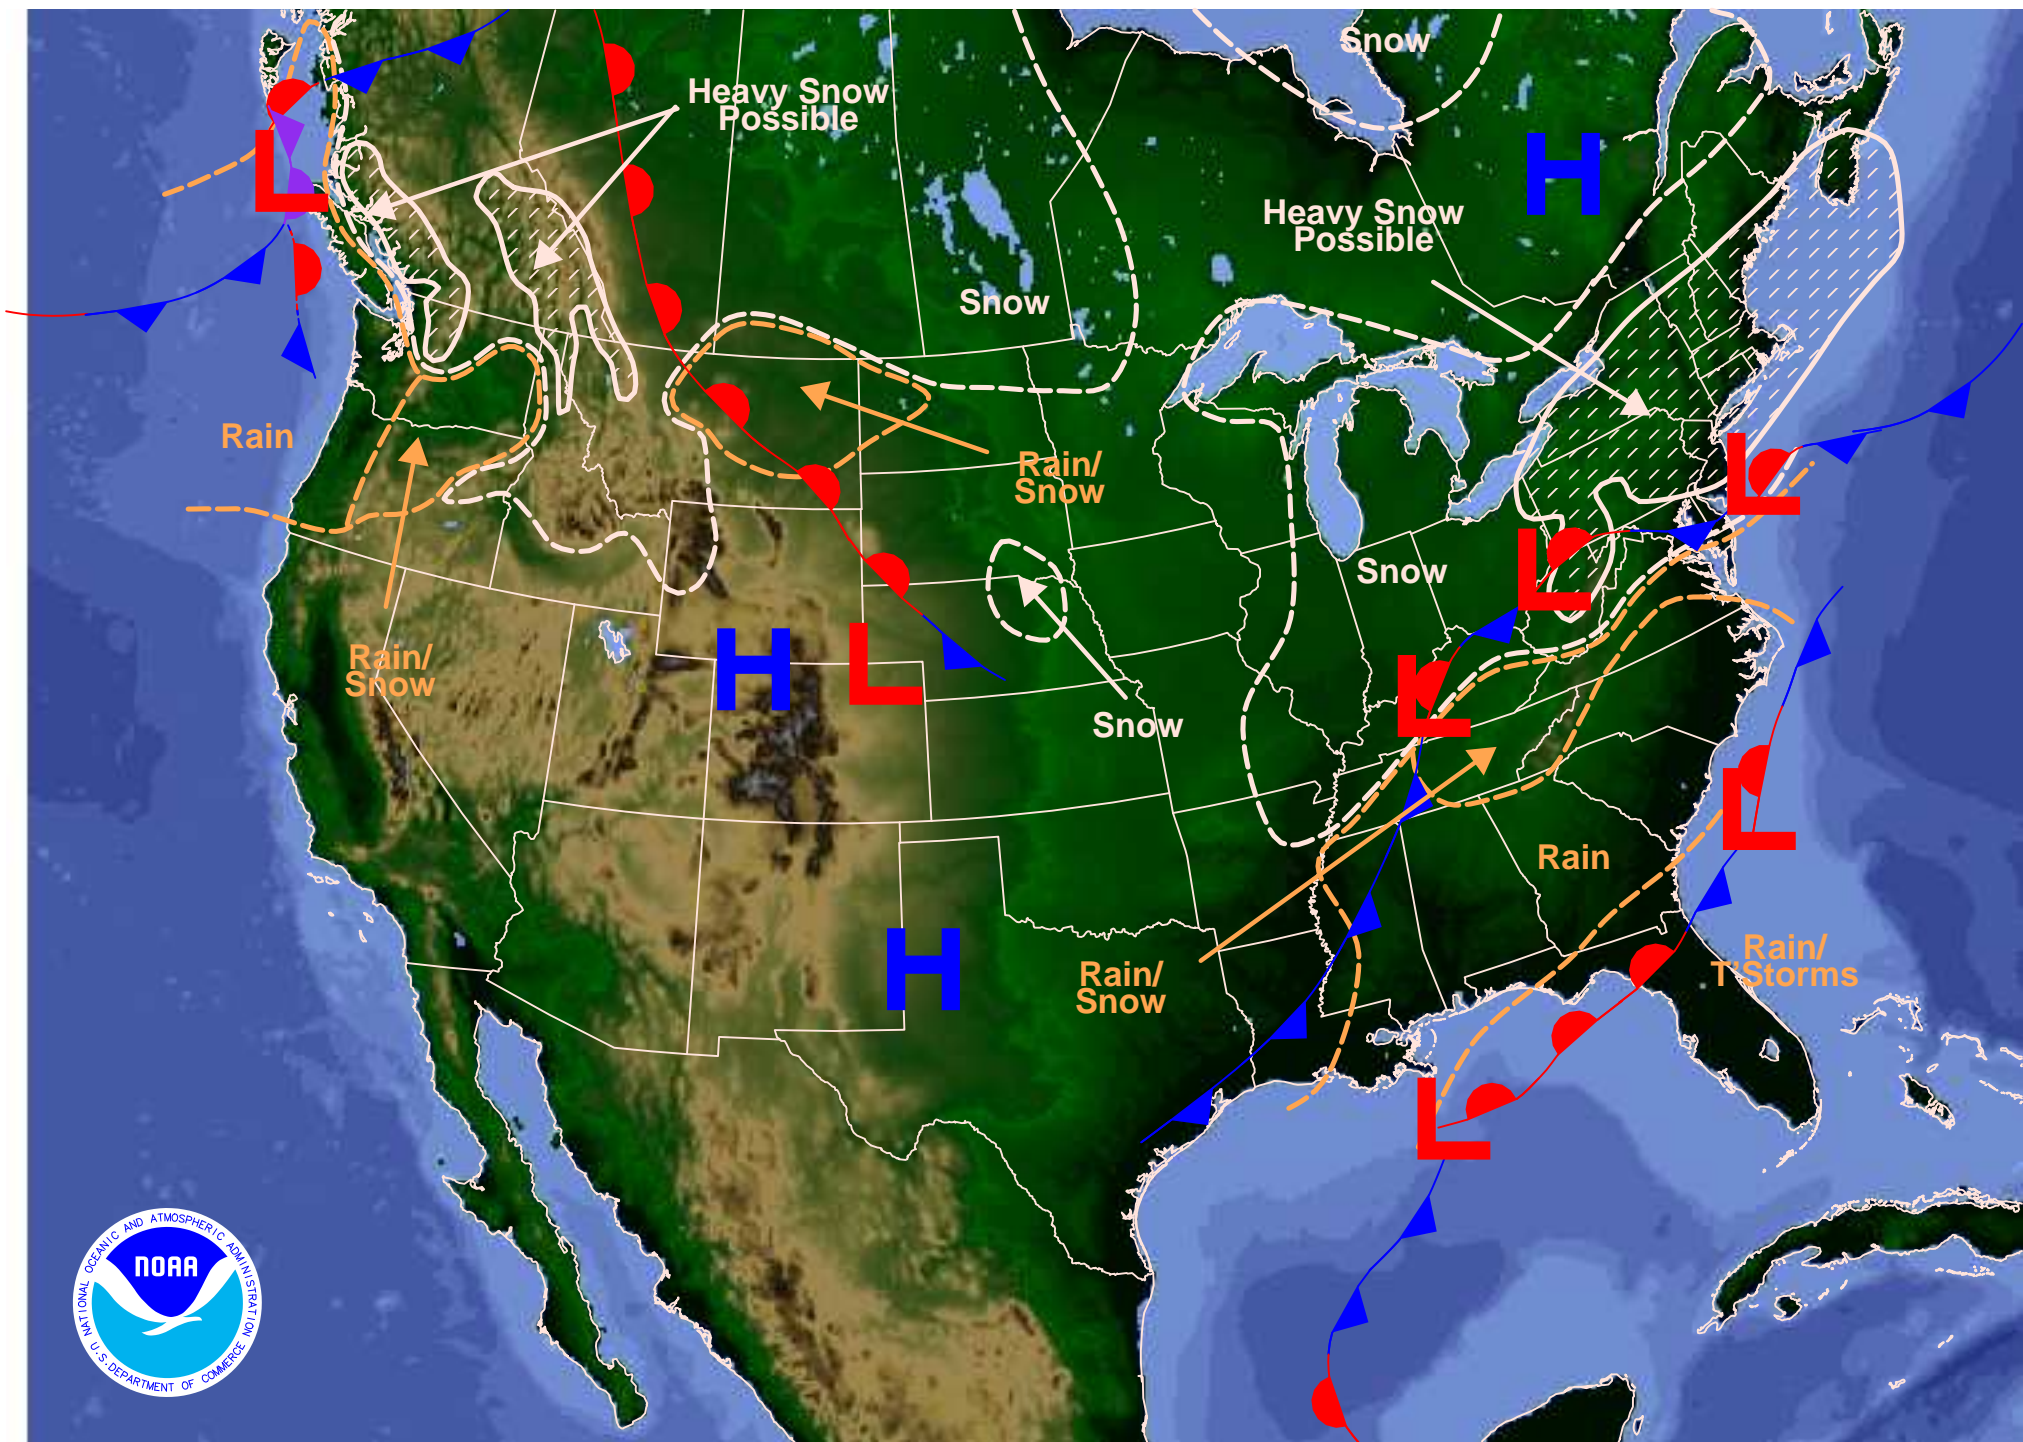 Snow
Heavy Snow
Possible
H
L
Heavy Snow
Possible
Snow
Rain
Rain/
Snow
L
L
Snow
Rain/
Snow
H
L
L
Snow
L
Rain
H
Rain/
Snow
Rain/
T'Storms
L
NATIONAL OCEANIC AND ATMOSPHERIC ADMINISTRATION
NOAA
U.S. DEPARTMENT OF COMMERCE